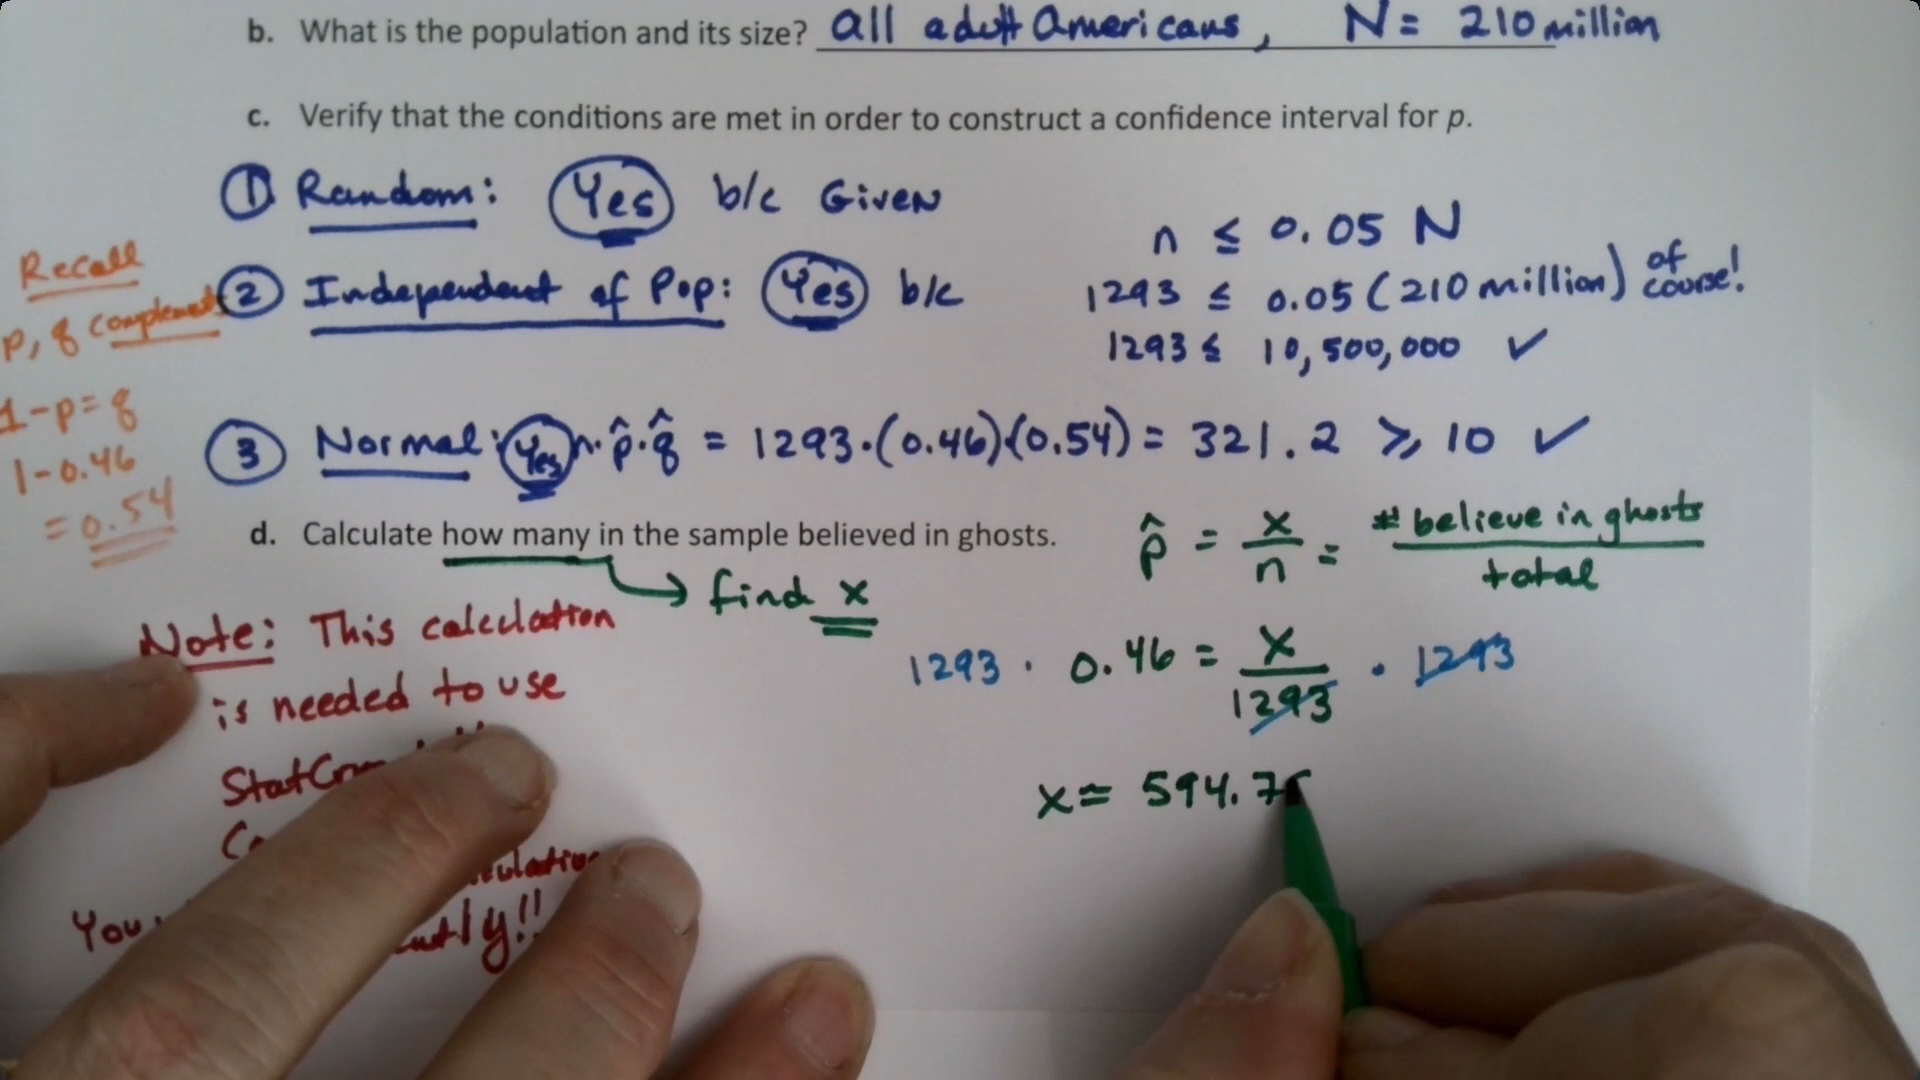 b. What is the population and its size? all adult Americans, N = 210 million
c. Verify that the conditions are met in order to construct a confidence interval for p.
① Random: Yes b/c Given
n ≤ 0.05 N
② Independent of Pop: Yes b/c 1293 ≤ 0.05 (210 million) of course!
1293 ≤ 10,500,000 ✓
Recall
p, q complements
1-p=q
1-0.46
=0.54
③ Normal: Yes n·p̂·q̂ = 1293·(0.46)·(0.54) = 321.2 ≥ 10 ✓
d. Calculate how many in the sample believed in ghosts.
→ find x
p̂ = x/n = # believe in ghosts/total
1293 · 0.46 = x/1293 · 1293
x ≈ 594.7
Note: This calculation
is needed to use
You